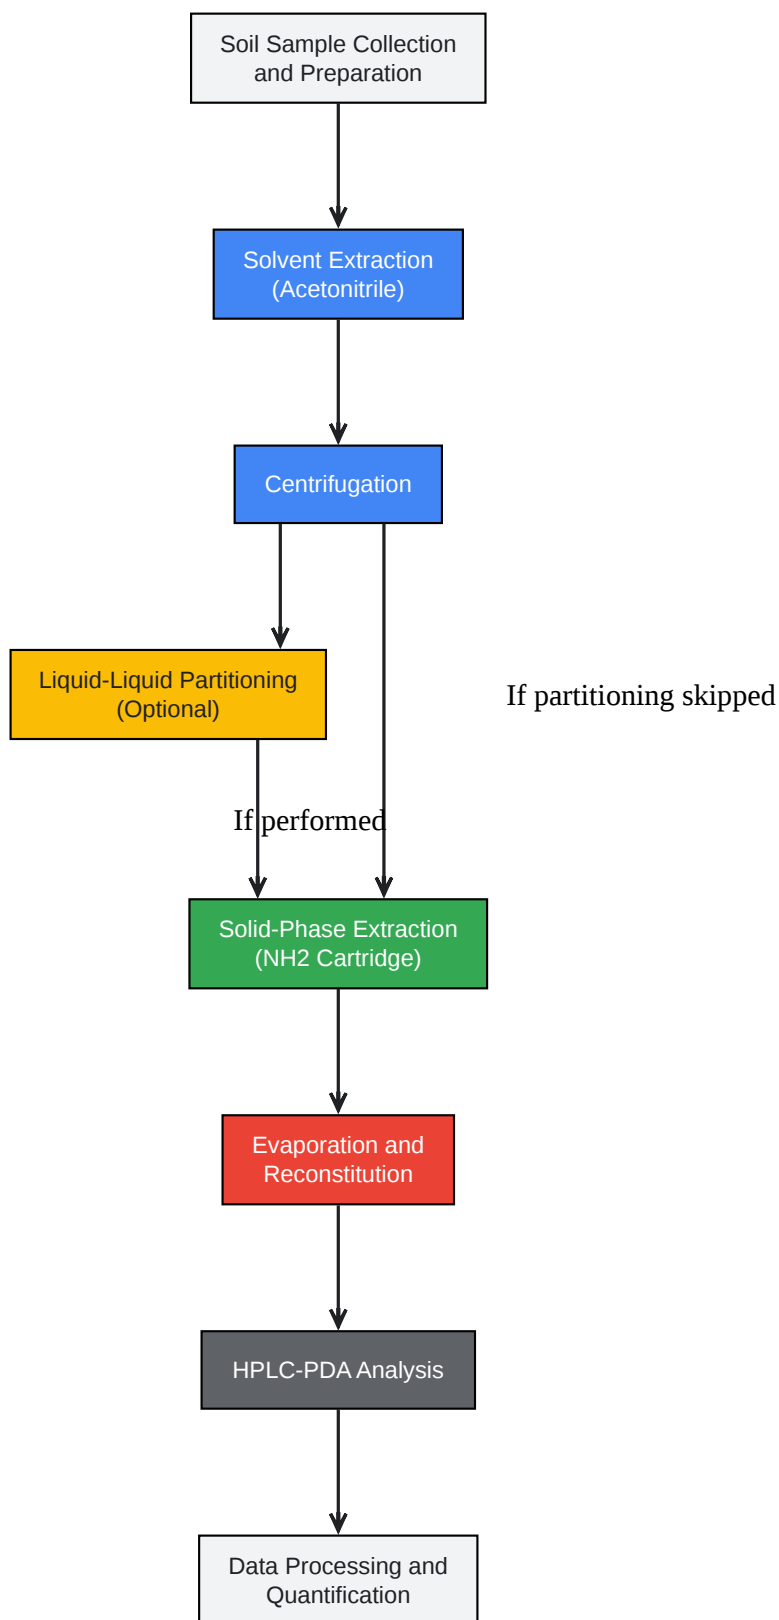 Soil Sample Collection
and Preparation
Solvent Extraction
(Acetonitrile)
Centrifugation
Liquid-Liquid Partitioning
(Optional)
If partitioning skipped
If performed
Solid-Phase Extraction
(NH2 Cartridge)
Evaporation and
Reconstitution
HPLC-PDA Analysis
Data Processing and
Quantification